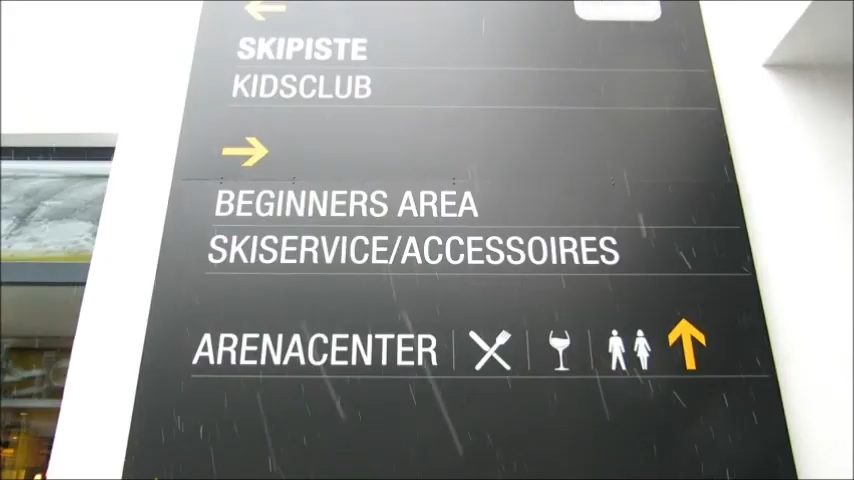 SKIPISTE
KIDSCLUB
BEGINNERS AREA
SKISERVICE/ACCESSOIRES
ARENACENTER